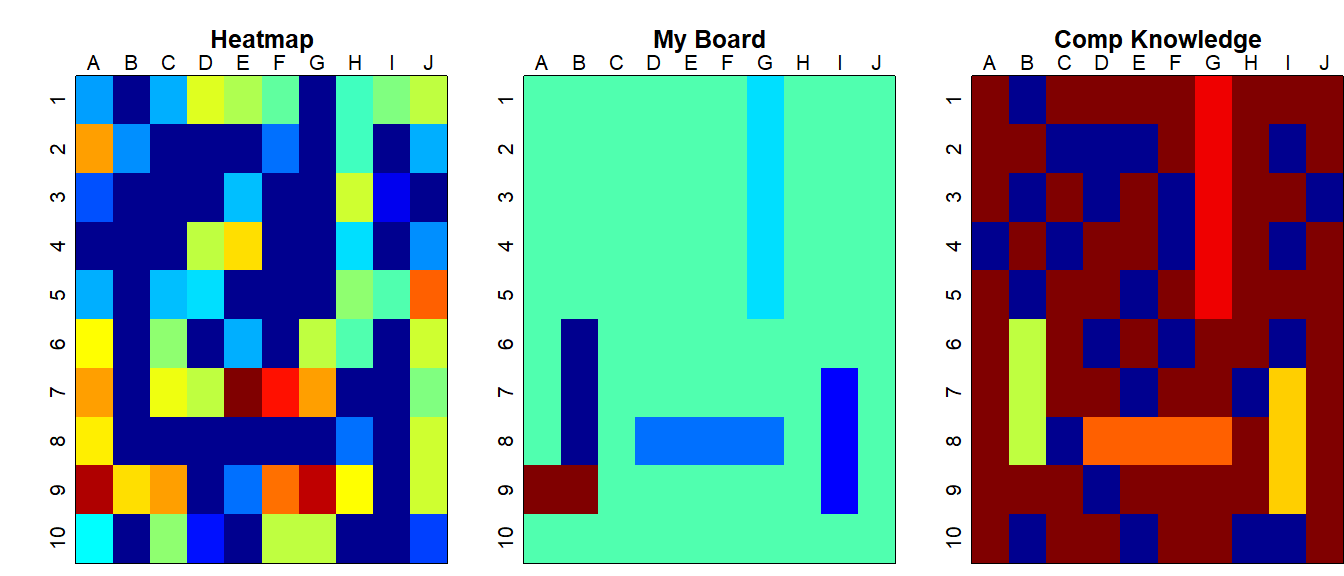 Heatmap My Board Comp Knowledge
A B C D E F G H I J A B C D E F G H I J A B C D E F G H I J
1 1 1
2 2 2
3 3 3
4 4 4
5 5 5
6 6 6
7 7 7
8 8 8
9 9 9
10 10 10